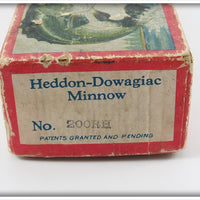 Heddon-Dowagiac
Minnow
No. 200RH
PATENTS GRANTED AND PENDING